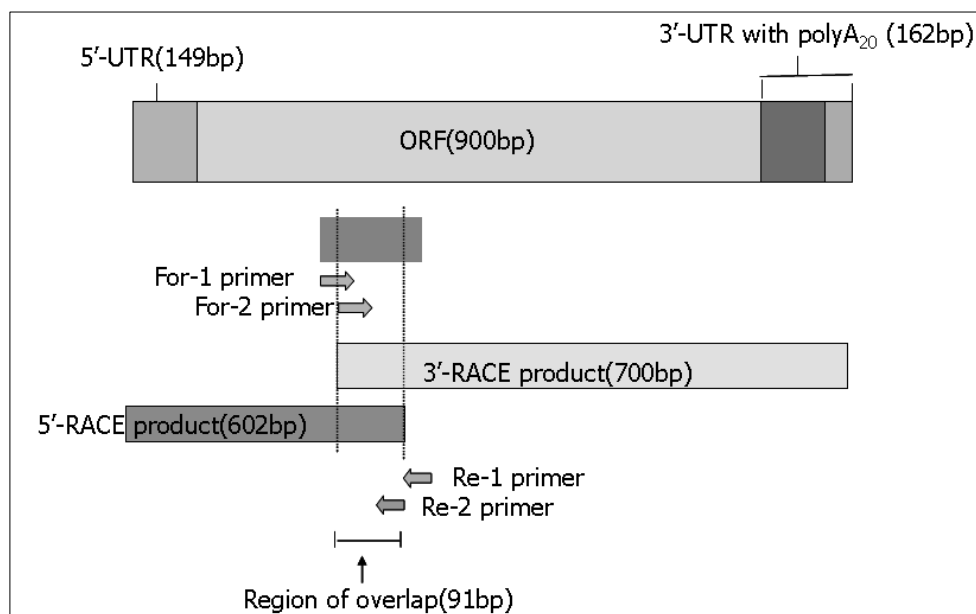 3'-UTR with polyA₂₀ (162bp)
5'-UTR(149bp)
ORF(900bp)
For-1 primer
For-2 primer
3'-RACE product(700bp)
5'-RACE product(602bp)
Re-1 primer
Re-2 primer
Region of overlap(91bp)